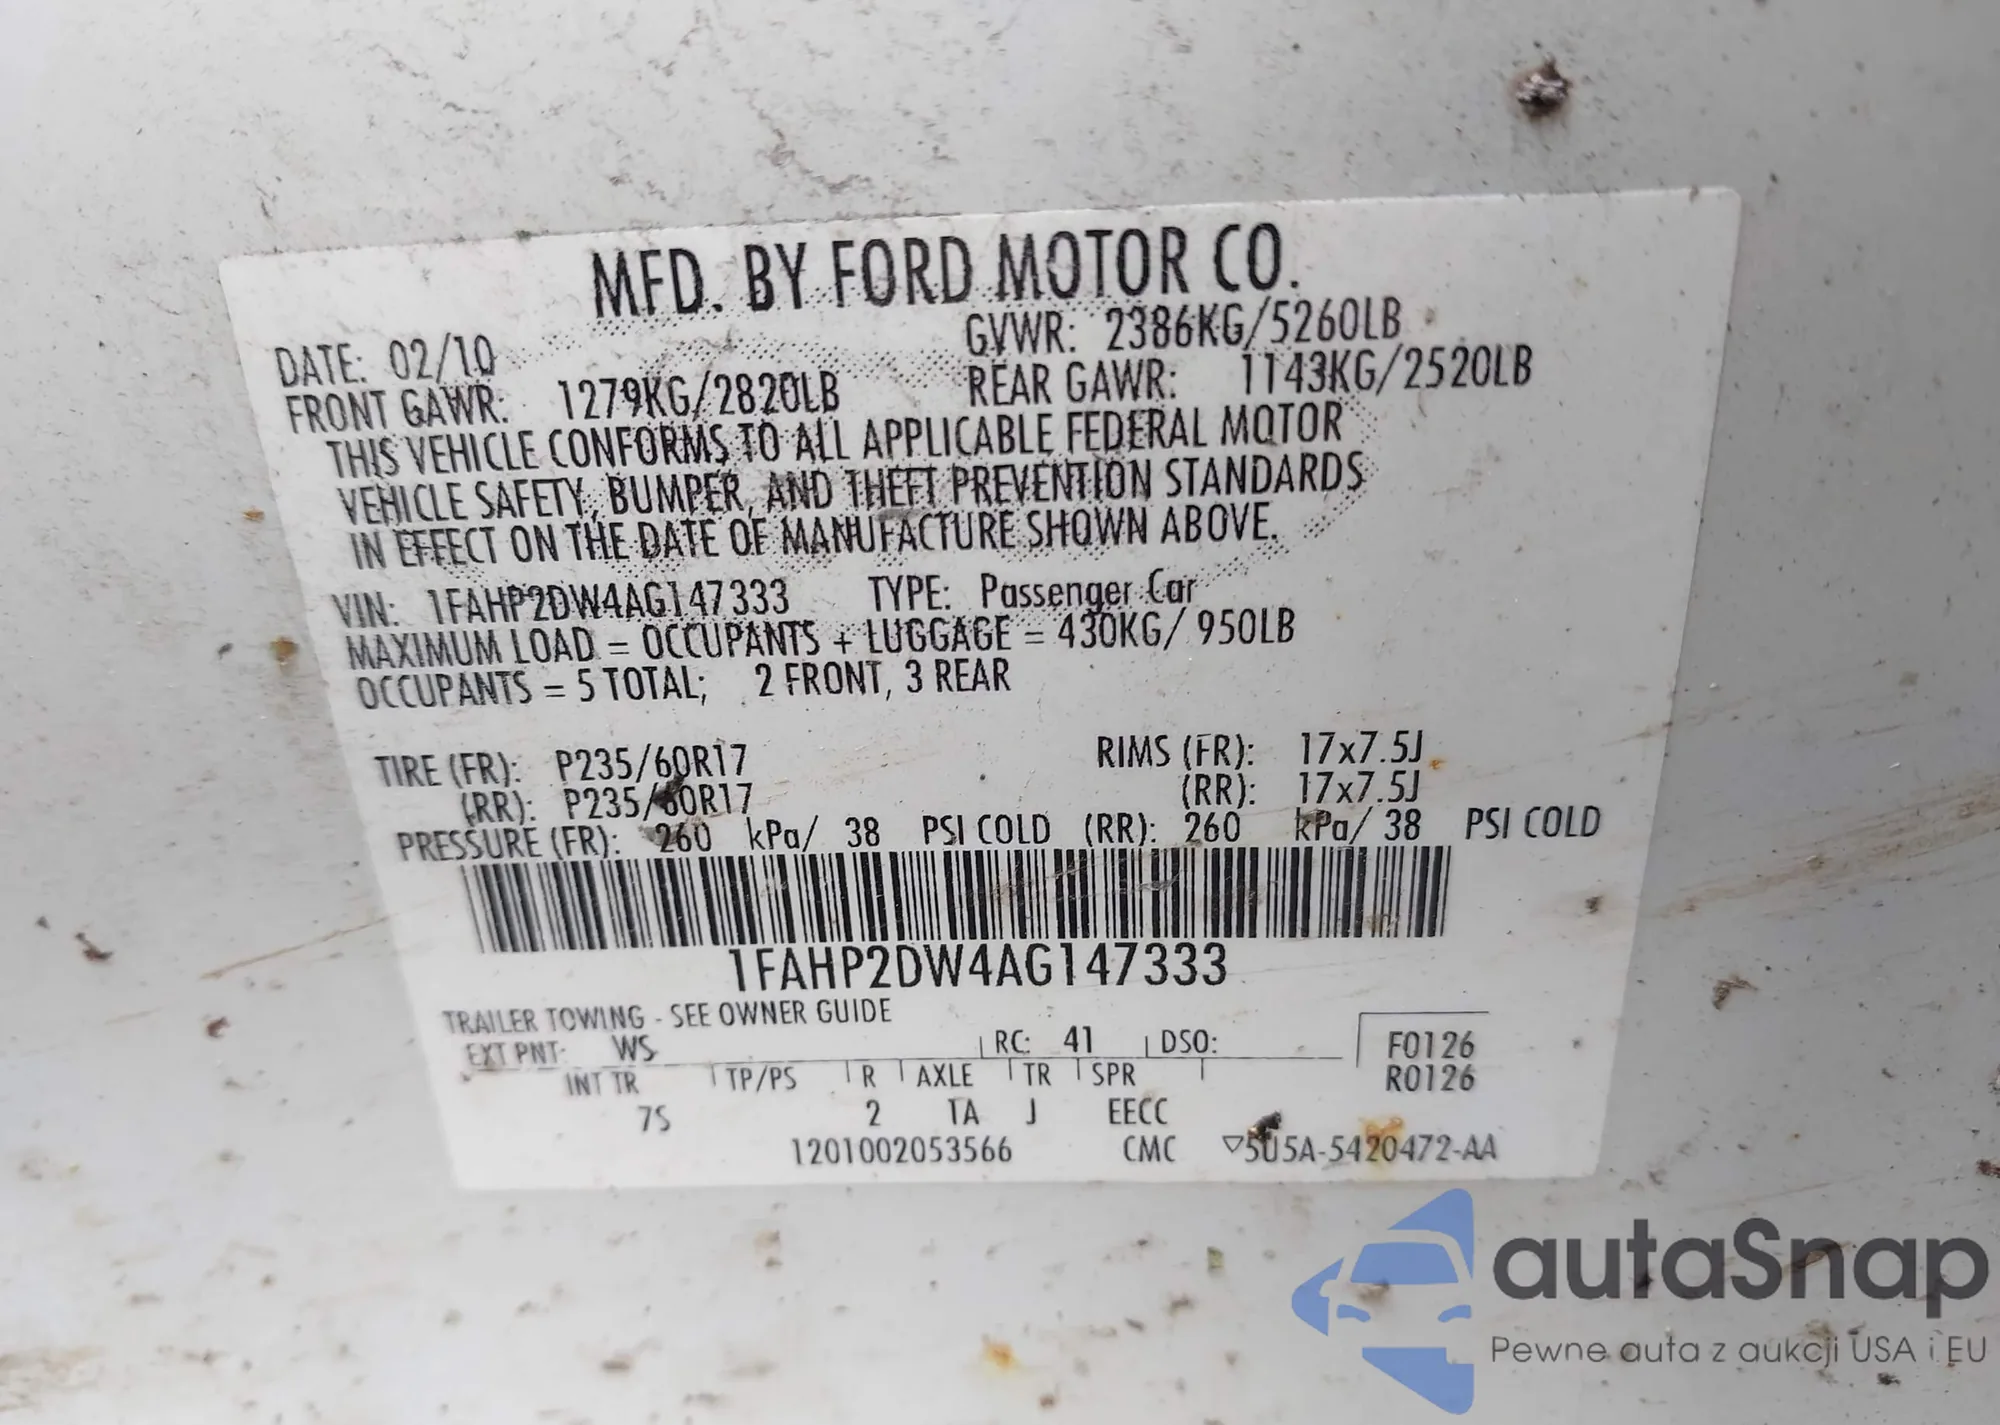 MFD. BY FORD MOTOR CO.
DATE: 02/10 GVWR: 2386KG/5260LB
FRONT GAWR: 1279KG/2820LB REAR GAWR: 1143KG/2520LB
THIS VEHICLE CONFORMS TO ALL APPLICABLE FEDERAL MOTOR
VEHICLE SAFETY, BUMPER, AND THEFT PREVENTION STANDARDS
IN EFFECT ON THE DATE OF MANUFACTURE SHOWN ABOVE.
VIN: 1FAHP2DW4AG147333 TYPE: Passenger Car
MAXIMUM LOAD = OCCUPANTS + LUGGAGE = 430KG/ 950LB
OCCUPANTS = 5 TOTAL; 2 FRONT, 3 REAR
TIRE (FR): P235/60R17 RIMS (FR): 17x7.5J
(RR): P235/60R17 (RR): 17x7.5J
PRESSURE (FR): 260 kPa/ 38 PSI COLD (RR): 260 kPa/ 38 PSI COLD
1FAHP2DW4AG147333
TRAILER TOWING - SEE OWNER GUIDE
EXT PNT: WS RC: 41 DSO: F0126
INT TR TP/PS R AXLE TR SPR R0126
7S 2 TA J EECC
1201002053566 CMC ▽5U5A-5420472-AA
autaSnap
Pewne auta z aukcji USA i EU